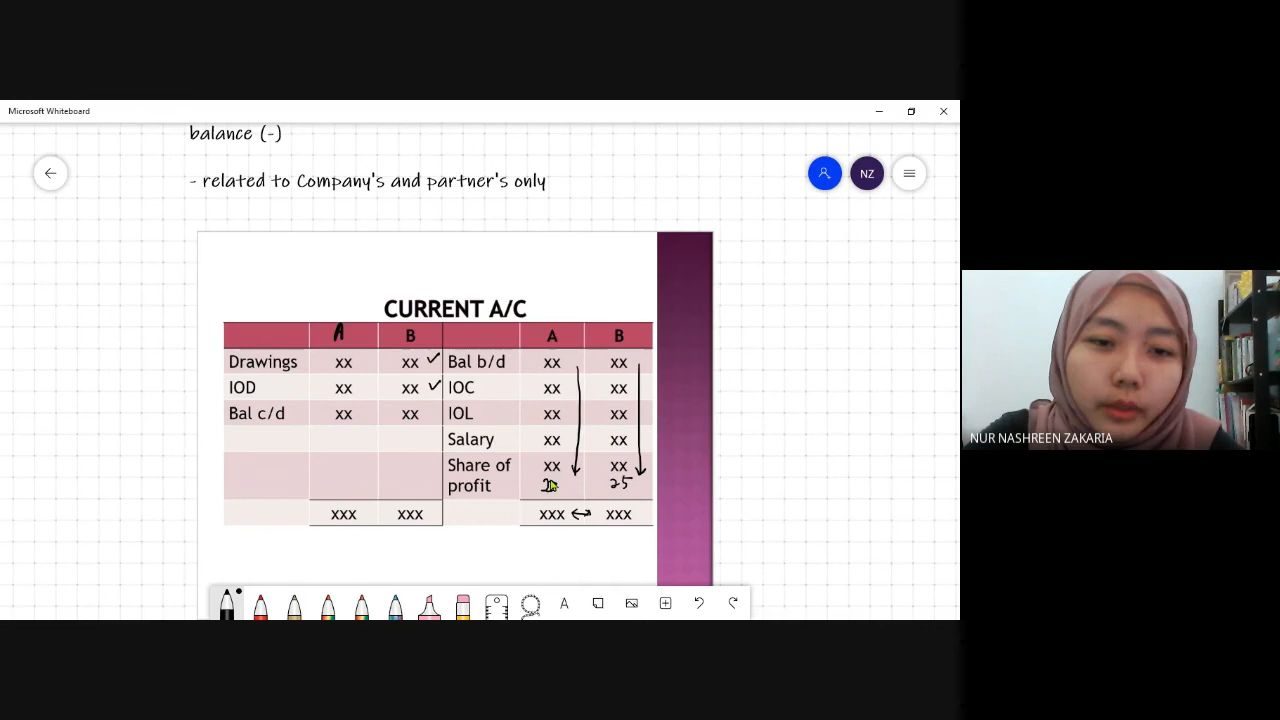 Microsoft Whiteboard
balance (-)
- related to Company's and partner's only
NZ
CURRENT A/C
A B A B
Drawings xx xx Bal b/d xx xx
IOD xx xx IOC xx xx
Bal c/d xx xx IOL xx xx
Salary xx xx
Share of xx xx
profit 25
xxx xxx xxx xxx
A
NUR NASHREEN ZAKARIA